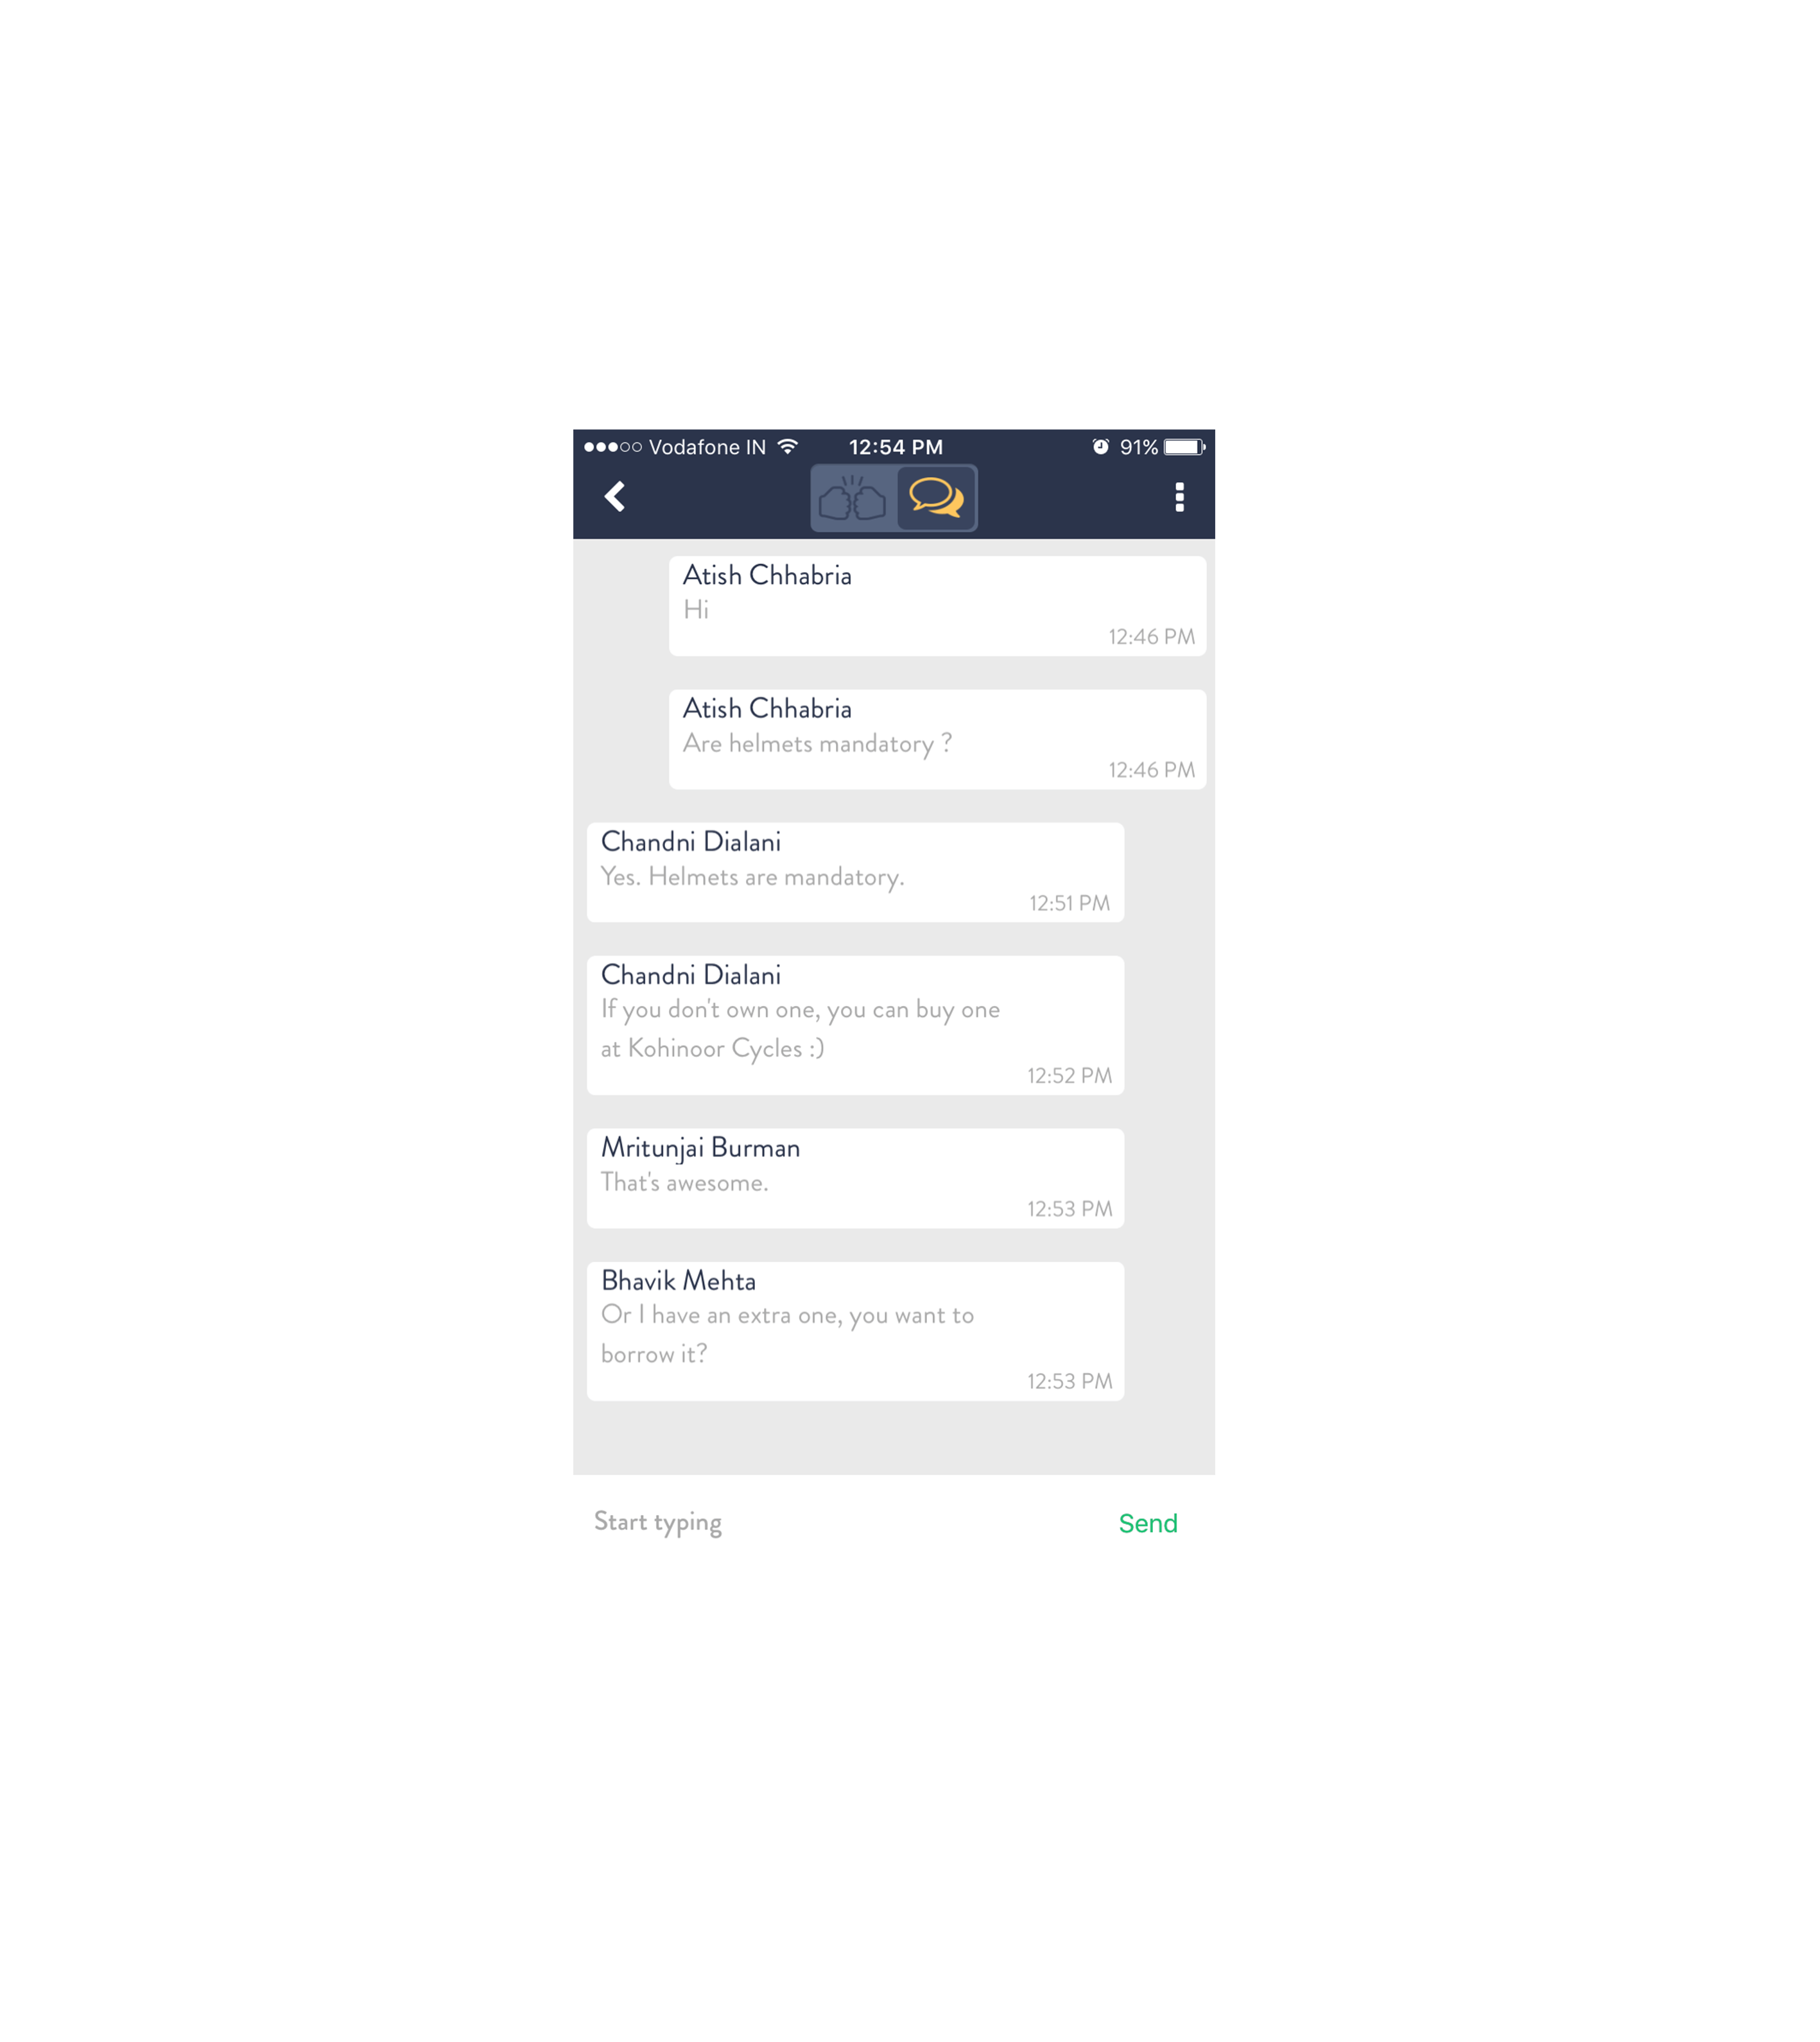 Vodafone IN 12:54 PM 91%
Atish Chhabria
Hi
12:46 PM
Atish Chhabria
Are helmets mandatory ?
12:46 PM
Chandni Dialani
Yes. Helmets are mandatory.
12:51 PM
Chandni Dialani
If you don't own one, you can buy one
at Kohinoor Cycles :)
12:52 PM
Mritunjai Burman
That's awesome.
12:53 PM
Bhavik Mehta
Or I have an extra one, you want to
borrow it?
12:53 PM
Start typing Send